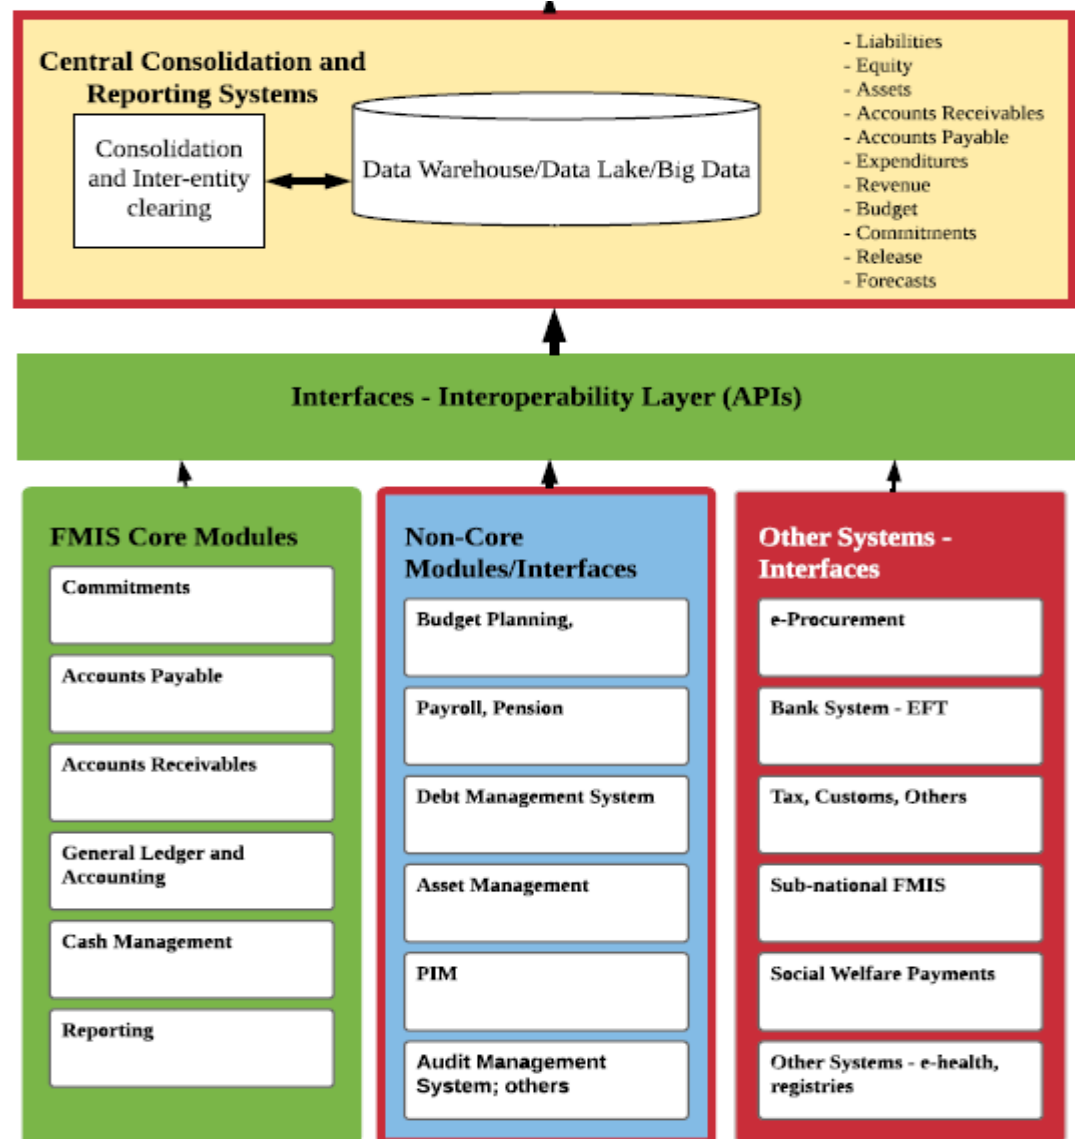 Central Consolidation and
Reporting Systems
Consolidation
and Inter-entity
clearing
Data Warehouse/Data Lake/Big Data
- Liabilities
- Equity
- Assets
- Accounts Receivables
- Accounts Payable
- Expenditures
- Revenue
- Budget
- Commitments
- Release
- Forecasts
Interfaces - Interoperability Layer (APIs)
FMIS Core Modules
Commitments
Accounts Payable
Accounts Receivables
General Ledger and
Accounting
Cash Management
Reporting
Non-Core
Modules/Interfaces
Budget Planning,
Payroll, Pension
Debt Management System
Asset Management
PIM
Audit Management
System; others
Other Systems -
Interfaces
e-Procurement
Bank System - EFT
Tax, Customs, Others
Sub-national FMIS
Social Welfare Payments
Other Systems - e-health,
registries